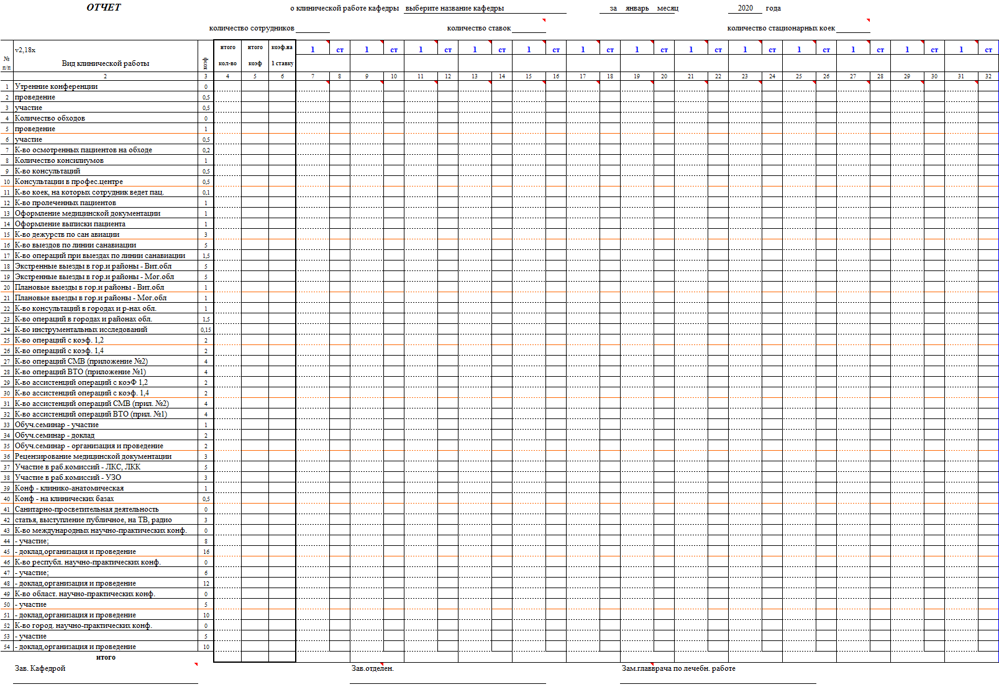 ОТЧЕТ о клинической работе кафедры выберите название кафедры за январь месяц 2020 года
количество сотрудников количество ставок количество стационарных коек
v2,18x итого итого коэф.на 1 ст 1 ст 1 ст 1 ст 1 ст 1 ст 1 ст 1 ст 1 ст 1 ст 1 ст 1 ст 1 ст
№ п/п Вид клинической работы коэф кол-во коэф 1 ставку
2 3 4 5 6 7 8 9 10 11 12 13 14 15 16 17 18 19 20 21 22 23 24 25 26 27 28 29 30 31 32
1 Утренние конференции 0
2 проведение 0,5
3 участие 0,5
4 Количество обходов 0
5 проведение 1
6 участие 0,5
7 К-во осмотренных пациентов на обходе 0,2
8 Количество консилиумов 1
9 К-во консультаций 0,5
10 Консультации в профес.центре 0,5
11 К-во коек, на которых сотрудник ведет пац. 0,1
12 К-во пролеченных пациентов 1
13 Оформление медицинской документации 1
14 Оформление выписки пациента 1
15 К-во дежурств по сан авиации 3
16 К-во выездов по линии санавиации 5
17 К-во операций при выездах по линии санавиации 1,5
18 Экстренные выезды в гор.и районы - Вит.обл 5
19 Экстренные выезды в гор.и районы - Мог.обл 5
20 Плановые выезды в гор.и районы - Вит.обл 1
21 Плановые выезды в гор.и районы - Мог.обл 1
22 К-во консультаций в городах и р-нах обл. 1
23 К-во операций в городах и районах обл. 1,5
24 К-во инструментальных исследований 0,15
25 К-во операций с коэф. 1,2 2
26 К-во операций с коэф. 1,4 2
27 К-во операций СМВ (приложение №2) 4
28 К-во операций ВТО (приложение №1) 4
29 К-во ассистенций операций с коэФ 1,2 2
30 К-во ассистенций операций с коэф. 1,4 2
31 К-во ассистенций операций СМВ (прил. №2) 4
32 К-во ассистенций операций ВТО (прил. №1) 4
33 Обуч.семинар - участие 1
34 Обуч.семинар - доклад 2
35 Обуч.семинар - организация и проведение 2
36 Рецензирование медицинской документации 3
37 Участие в раб.комиссий - ЛКС, ЛКК 5
38 Участие в раб.комиссий - УЗО 3
39 Конф - клинико-анатомическая 1
40 Конф - на клинических базах 0,5
41 Санитарно-просветительная деятельность 0
42 статья, выступление публичное, на ТВ, радио 3
43 К-во международных научно-практических конф. 0
44 - участие; 8
45 - доклад,организация и проведение 16
46 К-во республ. научно-практических конф. 0
47 - участие; 6
48 - доклад,организация и проведение 12
49 К-во област. научно-практических конф. 0
50 - участие 5
51 - доклад,организация и проведение 10
52 К-во город. научно-практических конф. 0
53 - участие 5
54 - доклад,организация и проведение 10
итого
Зав. Кафедрой Зав.отделен. Зам.главврача по лечебн. работе